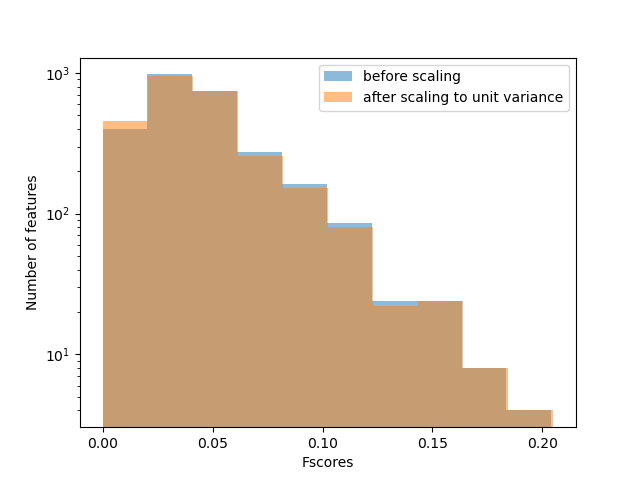 before scaling
after scaling to unit variance
10³
10²
10¹
Number of features
0.00 0.05 0.10 0.15 0.20
Fscores